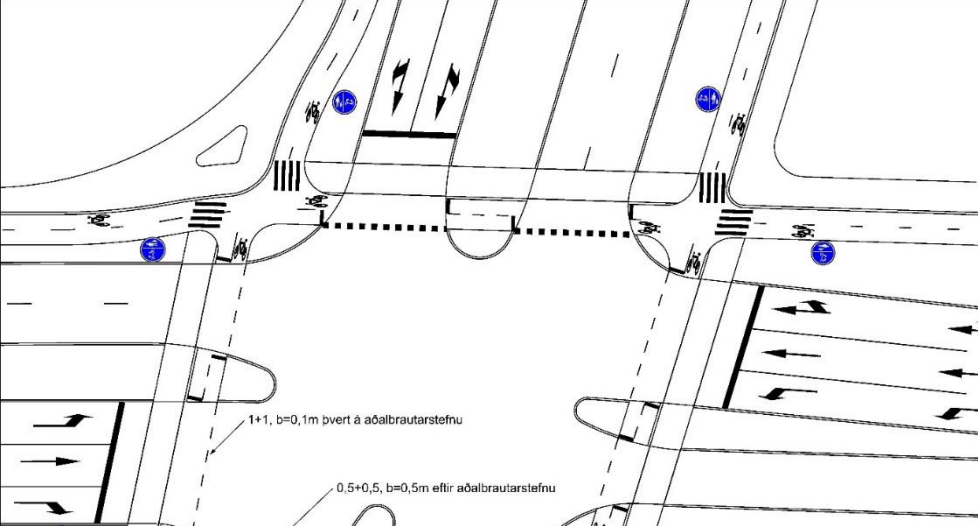 1+1, b=0,1m þvert á aðalbrautarstefnu
0,5+0,5, b=0,5m eftir aðalbrautarstefnu